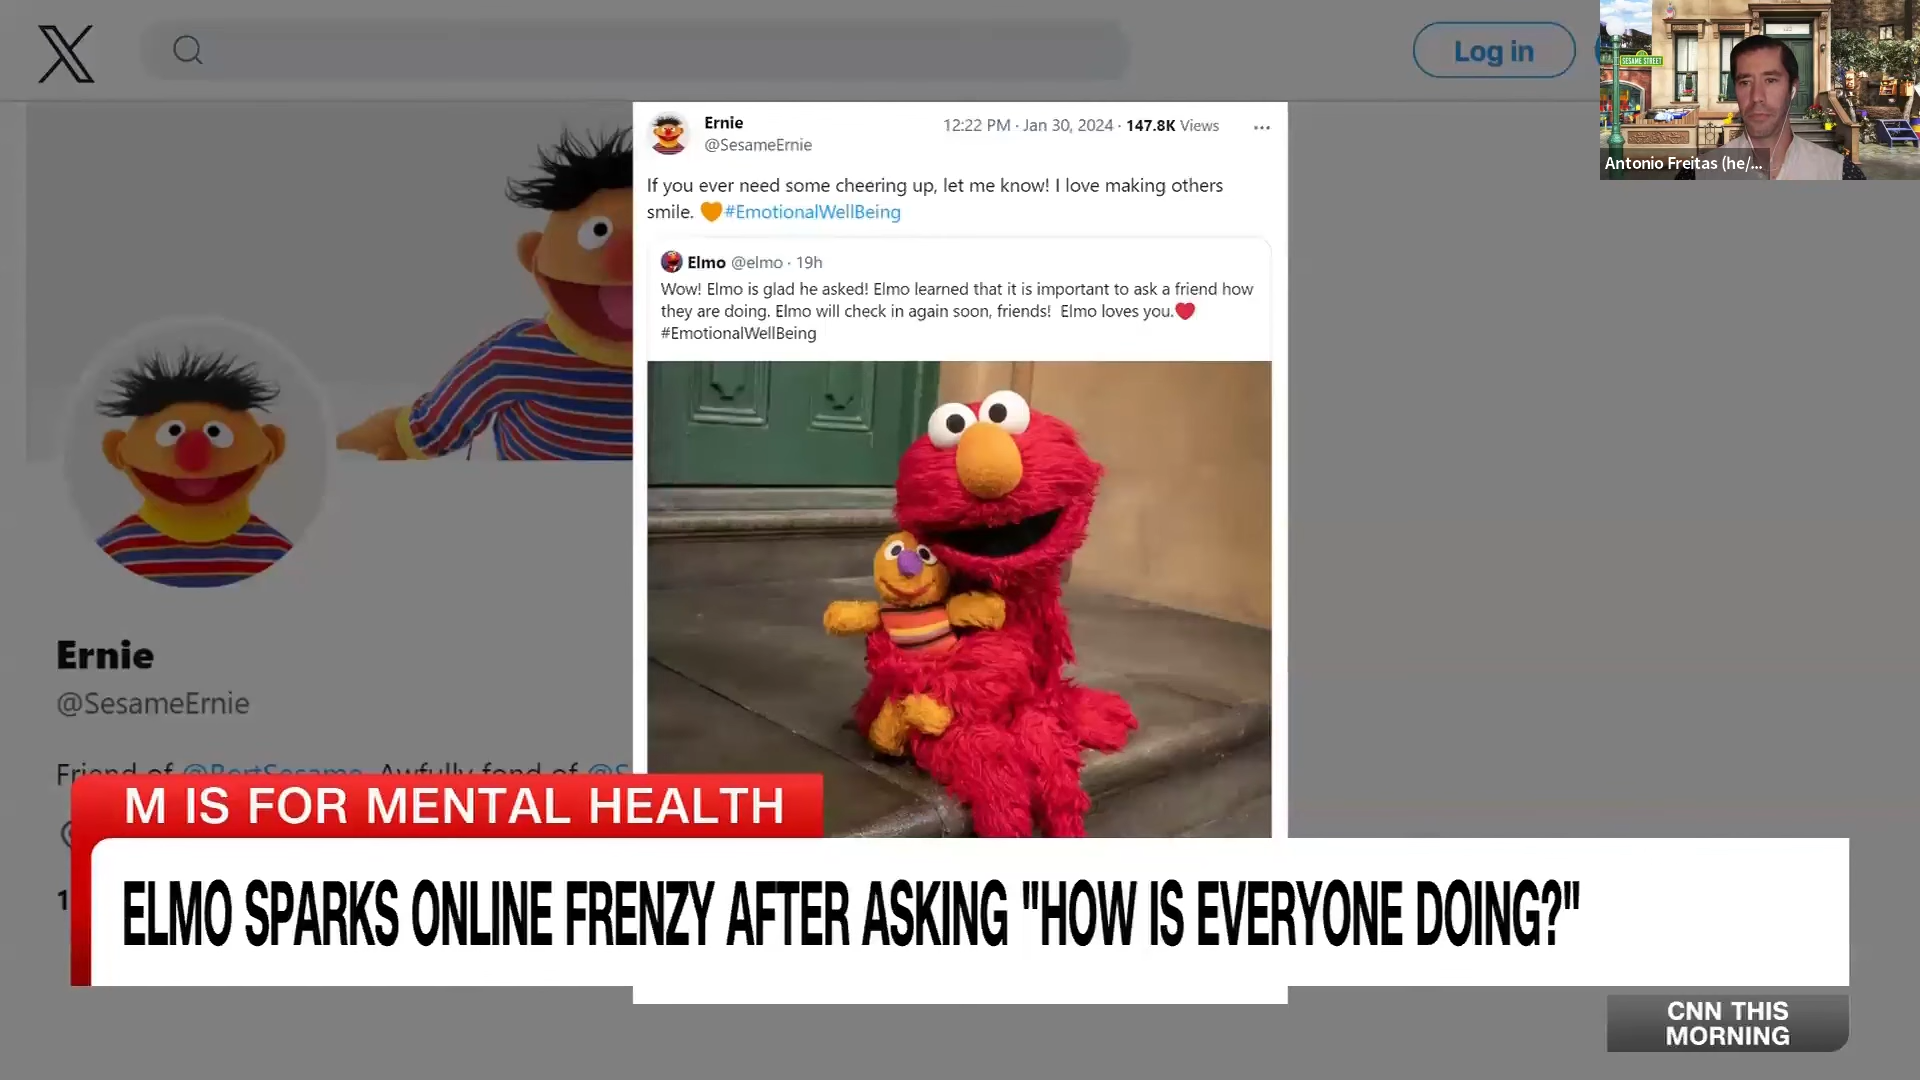 Log in
SESAME STREET
Antonio Freitas (he/...
Ernie
@SesameErnie
12:22 PM · Jan 30, 2024 · 147.8K Views
If you ever need some cheering up, let me know! I love making others
smile. 🧡#EmotionalWellBeing
Elmo @elmo · 19h
Wow! Elmo is glad he asked! Elmo learned that it is important to ask a friend how
they are doing. Elmo will check in again soon, friends! Elmo loves you.❤️
#EmotionalWellBeing
Ernie
@SesameErnie
Friend of @BertSesame. Awfully fond of @S
1
M IS FOR MENTAL HEALTH
ELMO SPARKS ONLINE FRENZY AFTER ASKING "HOW IS EVERYONE DOING?"
CNN THIS
MORNING